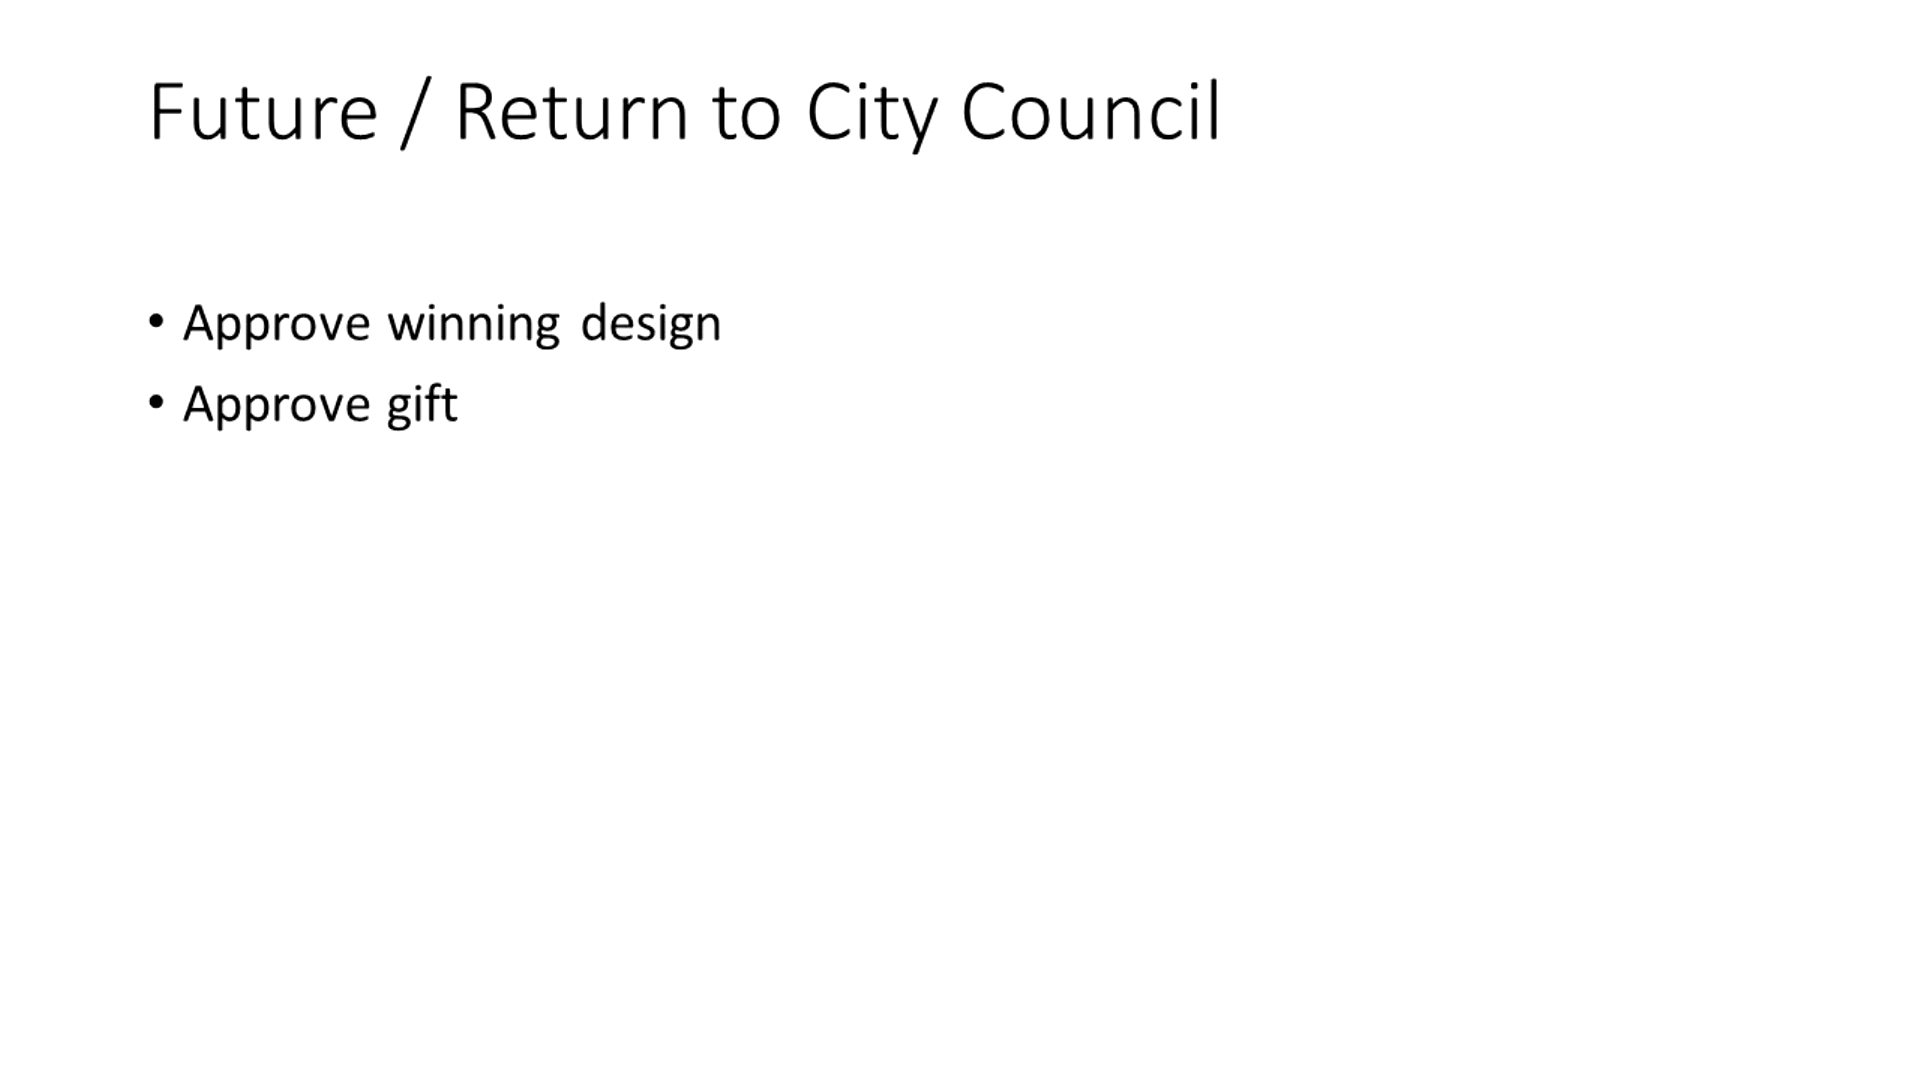 Future / Return to City Council
• Approve winning design
• Approve gift